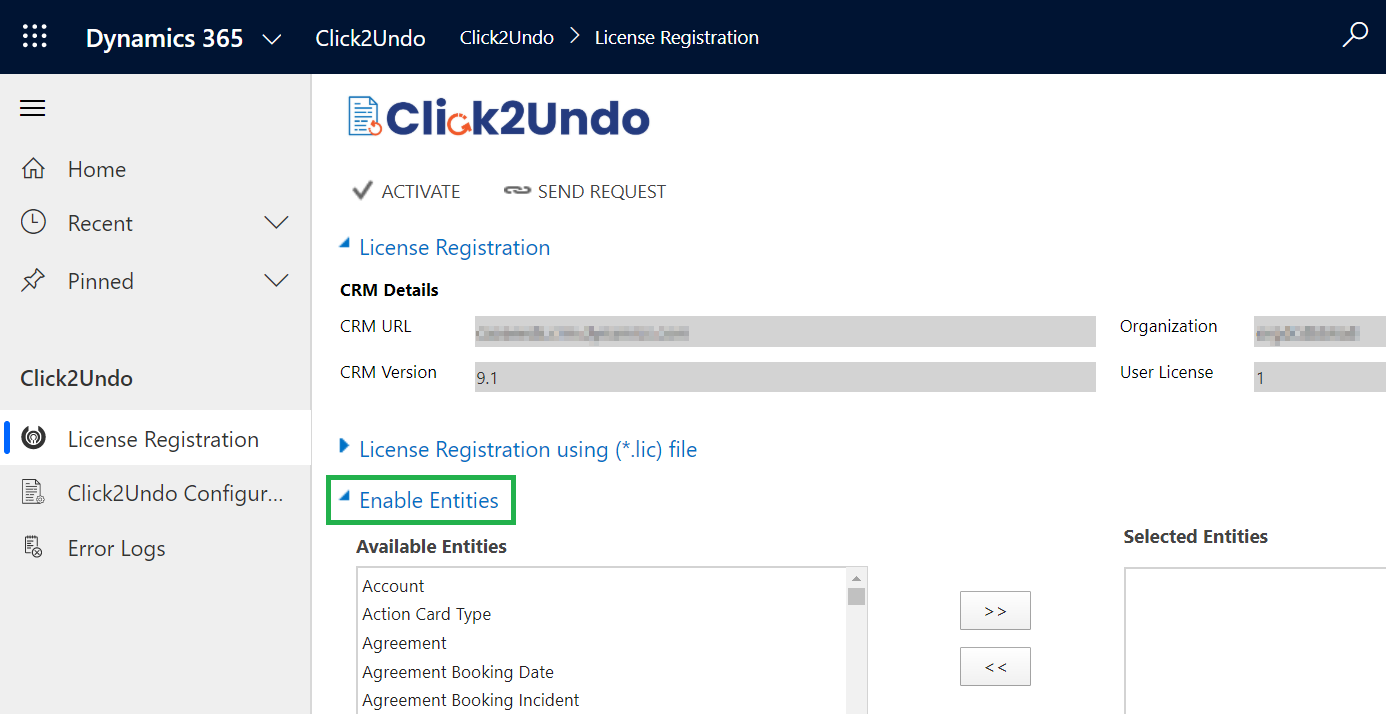 Dynamics 365 Click2Undo Click2Undo License Registration
Click2Undo
Home
Recent
Pinned
Click2Undo
License Registration
Click2Undo Configur...
Error Logs
ACTIVATE SEND REQUEST
License Registration
CRM Details
CRM URL Organization
CRM Version 9.1 User License 1
License Registration using (*.lic) file
Enable Entities
Available Entities Selected Entities
Account
Action Card Type
Agreement
Agreement Booking Date
Agreement Booking Incident
>>
<<